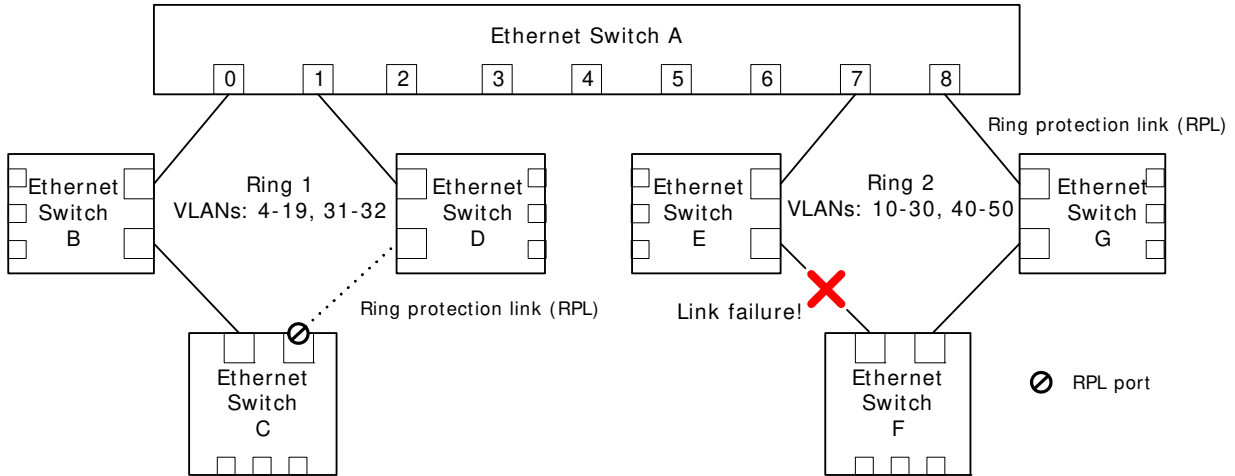 Ethernet Switch A
0 1 2 3 4 5 6 7 8
Ring protection link (RPL)
Ethernet
Switch
B
Ring 1
VLANs: 4-19, 31-32
Ethernet
Switch
D
Ethernet
Switch
E
Ring 2
VLANs: 10-30, 40-50
Ethernet
Switch
G
Ring protection link (RPL)
Link failure!
Ethernet
Switch
C
Ethernet
Switch
F
RPL port